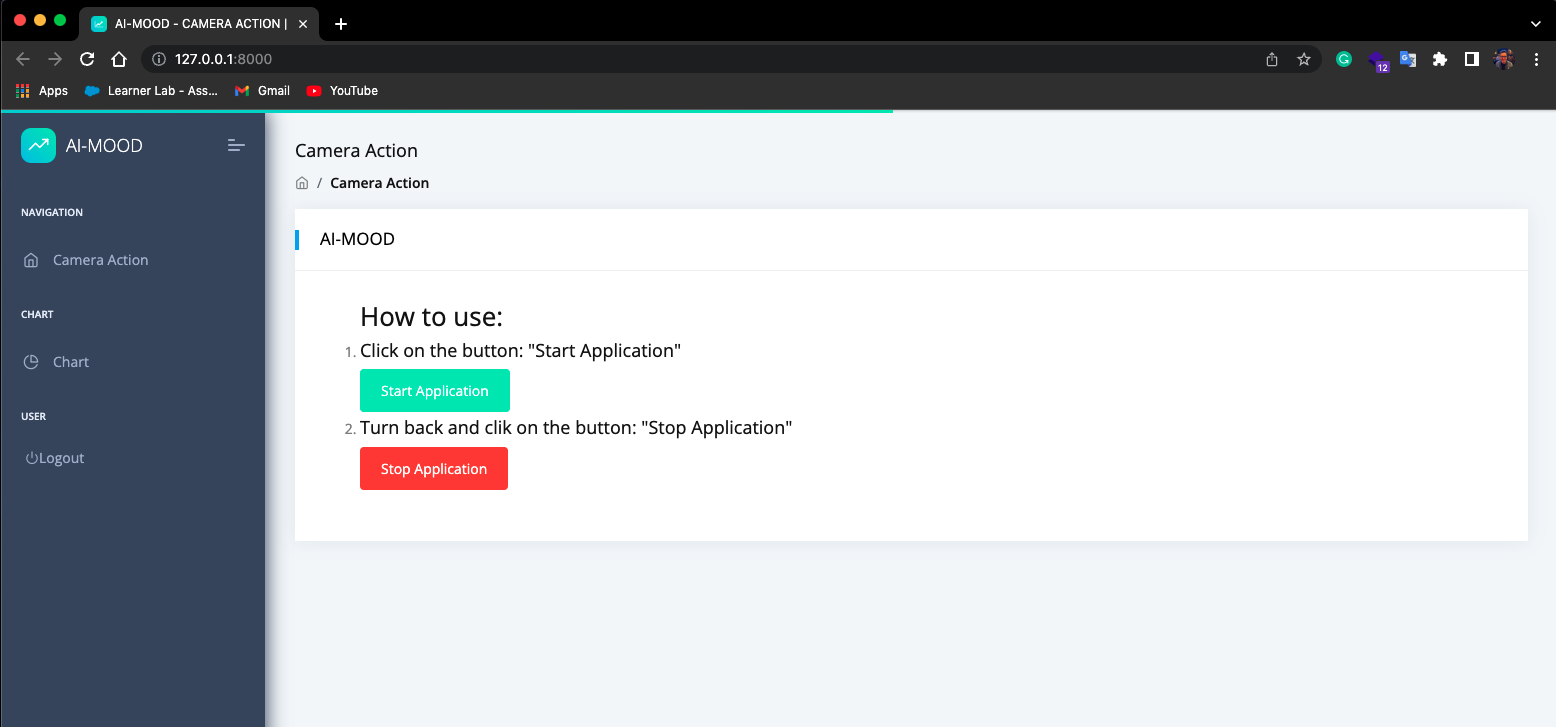 AI-MOOD - CAMERA ACTION |
127.0.0.1:8000
12
Apps
Learner Lab - Ass...
Gmail
YouTube
AI-MOOD
NAVIGATION
Camera Action
CHART
Chart
USER
Logout
Camera Action
/ Camera Action
AI-MOOD
How to use:
1. Click on the button: "Start Application"
Start Application
2. Turn back and clik on the button: "Stop Application"
Stop Application